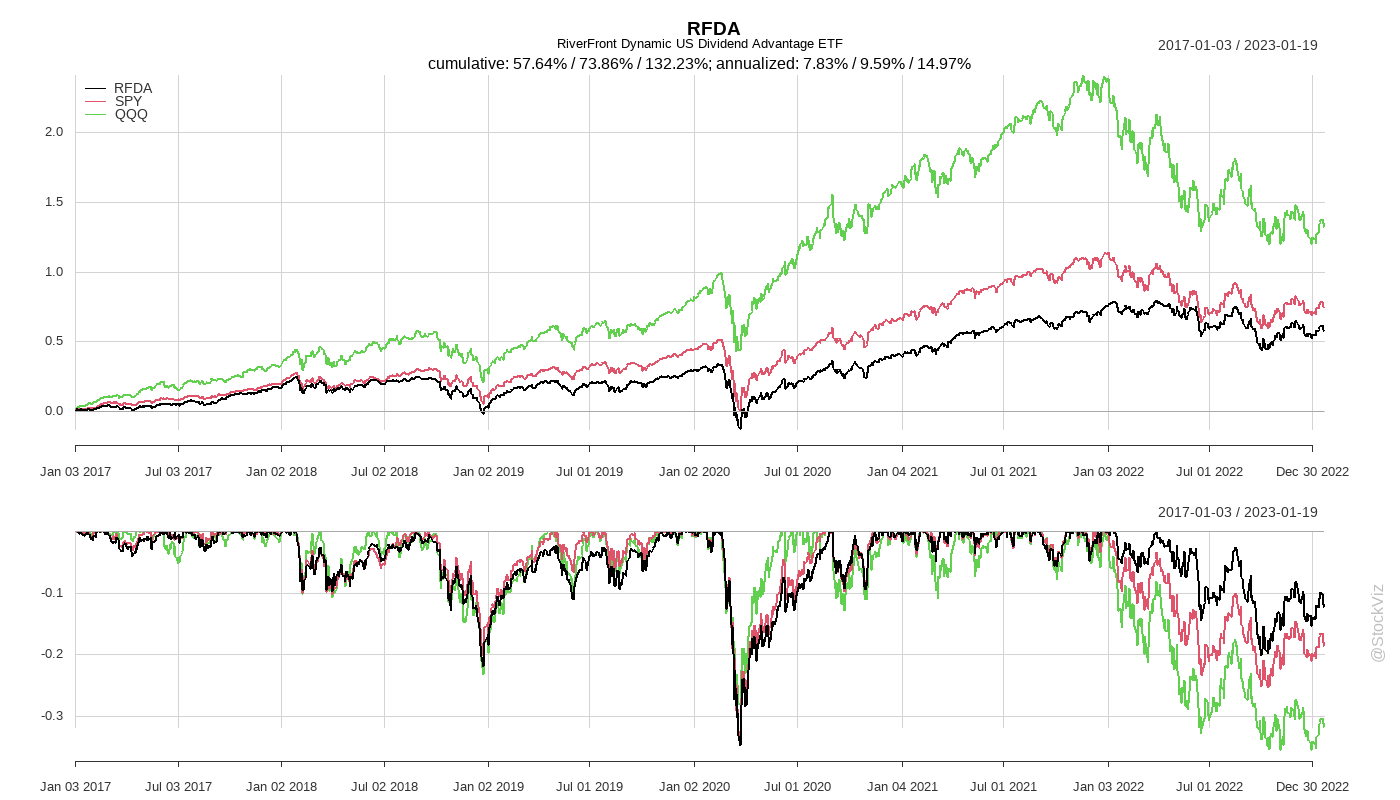 RFDA
RiverFront Dynamic US Dividend Advantage ETF
2017-01-03 / 2023-01-19
cumulative: 57.64% / 73.86% / 132.23%; annualized: 7.83% / 9.59% / 14.97%
RFDA
SPY
QQQ
2.0
1.5
1.0
0.5
0.0
Jan 03 2017 Jul 03 2017 Jan 02 2018 Jul 02 2018 Jan 02 2019 Jul 01 2019 Jan 02 2020 Jul 01 2020 Jan 04 2021 Jul 01 2021 Jan 03 2022 Jul 01 2022 Dec 30 2022
2017-01-03 / 2023-01-19
-0.1
-0.2
-0.3
Jan 03 2017 Jul 03 2017 Jan 02 2018 Jul 02 2018 Jan 02 2019 Jul 01 2019 Jan 02 2020 Jul 01 2020 Jan 04 2021 Jul 01 2021 Jan 03 2022 Jul 01 2022 Dec 30 2022
@StockViz